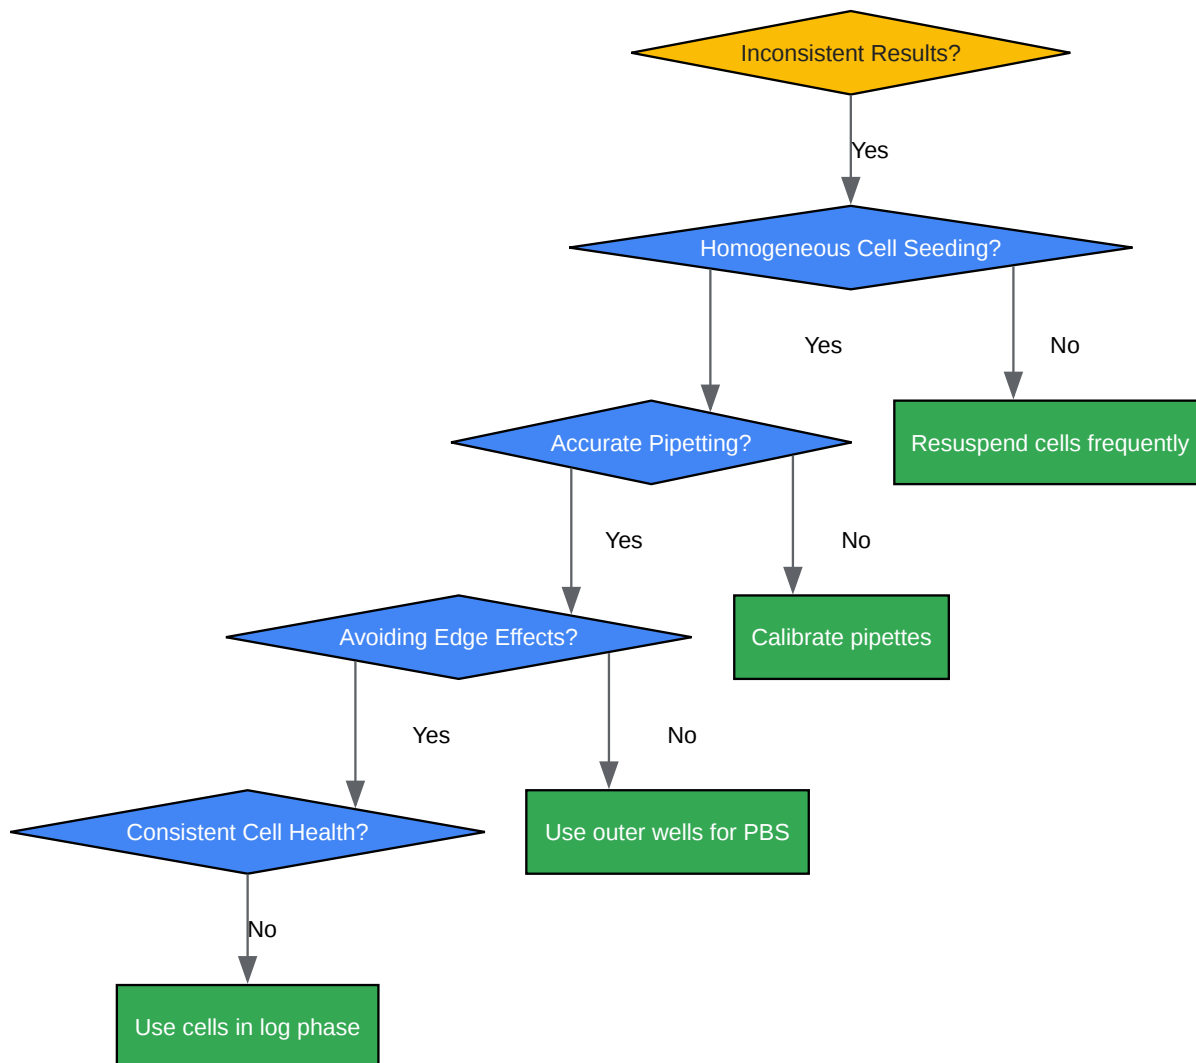 Inconsistent Results?
Yes
Homogeneous Cell Seeding?
Yes
No
Accurate Pipetting?
Resuspend cells frequently
Yes
No
Avoiding Edge Effects?
Calibrate pipettes
Yes
No
Consistent Cell Health?
Use outer wells for PBS
No
Use cells in log phase